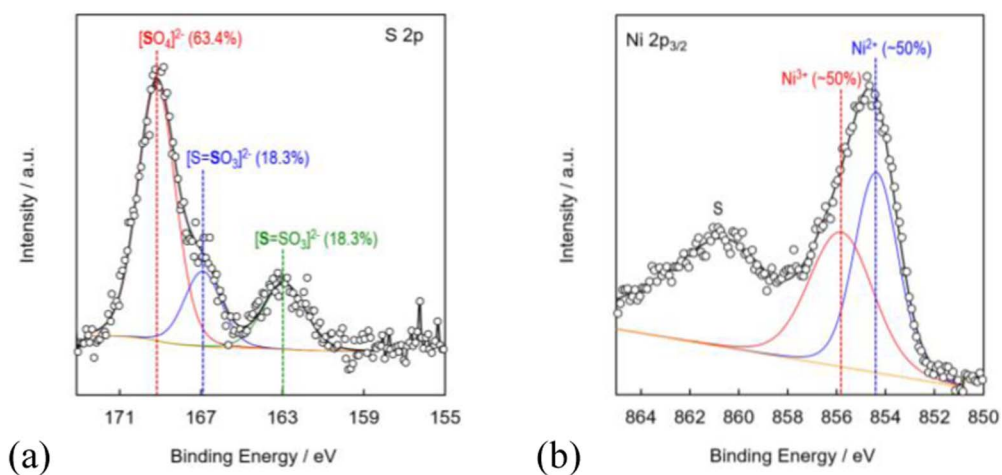 [SO₄]²⁻ (63.4%)
S 2p
[S=SO₃]²⁻ (18.3%)
[S=SO₃]²⁻ (18.3%)
Intensity / a.u.
171 167 163 159 155
Binding Energy / eV
(a)
Ni 2p₃/₂
Ni²⁺ (~50%)
Ni³⁺ (~50%)
S
Intensity / a.u.
864 862 860 858 856 854 852 850
Binding Energy / eV
(b)